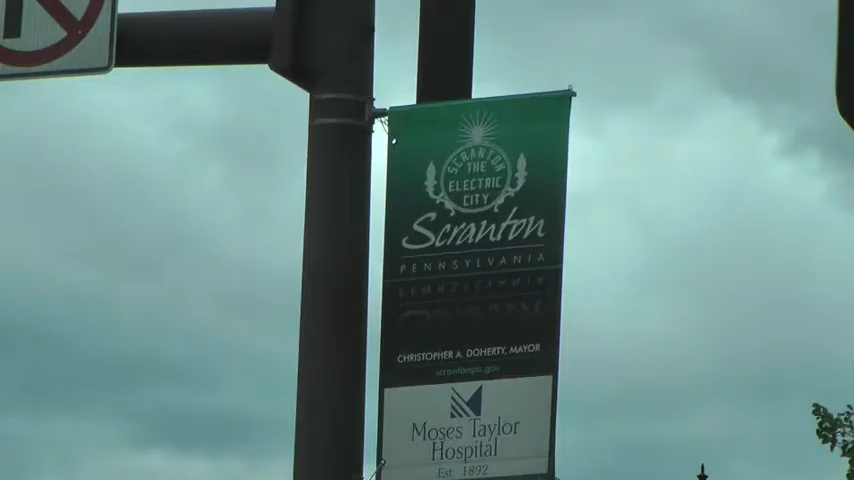 SCRANTON
THE
ELECTRIC
CITY
Scranton
PENNSYLVANIA
CHRISTOPHER A. DOHERTY, MAYOR
scrantonpa.gov
Moses Taylor
Hospital
Est. 1892